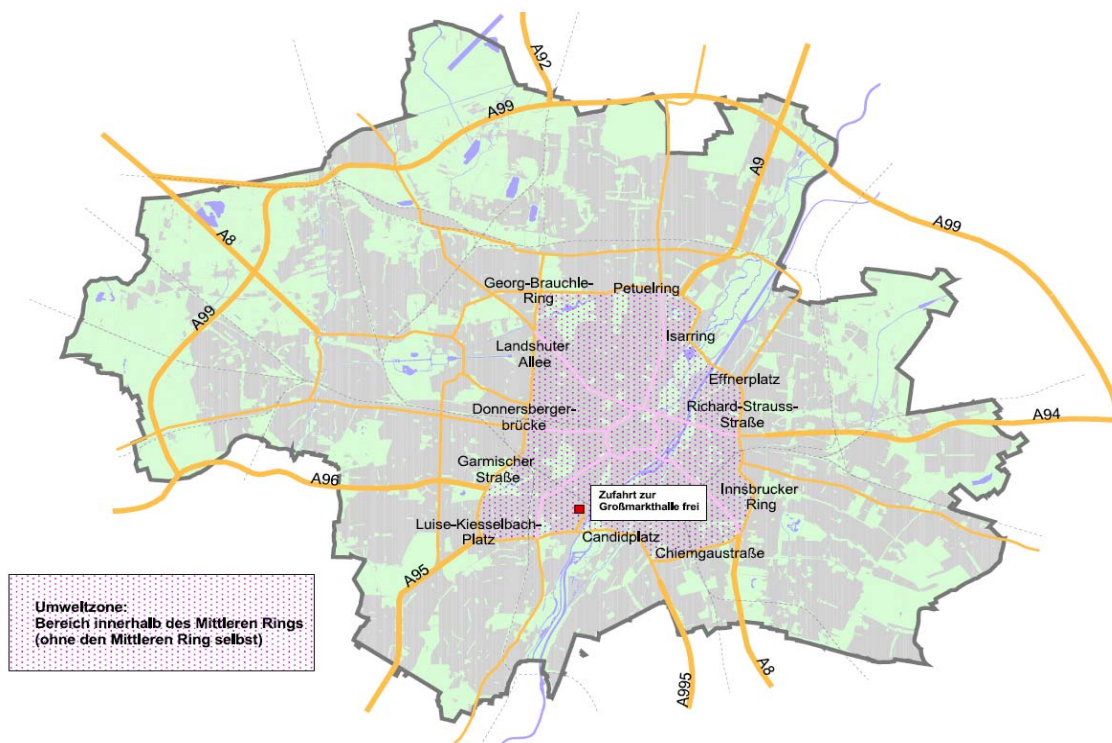 A92
A99
A9
A99
A8
A99
Georg-Brauchle-
Ring
Petuelring
Isarring
Landshuter
Allee
Effnerplatz
Richard-Strauss-
Straße
Donnersberger-
brücke
A94
Garmischer
Straße
A96
Zufahrt zur
Großmarkthalle frei
Innsbrucker
Ring
Luise-Kiesselbach-
Platz
Candidplatz
Chiemgaustraße
A95
Umweltzone:
Bereich innerhalb des Mittleren Rings
(ohne den Mittleren Ring selbst)
A995
A8